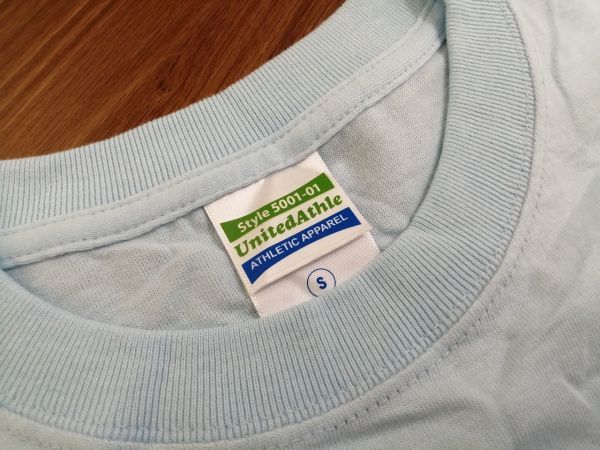 Style 5001-01
UnitedAthle
ATHLETIC APPAREL
S